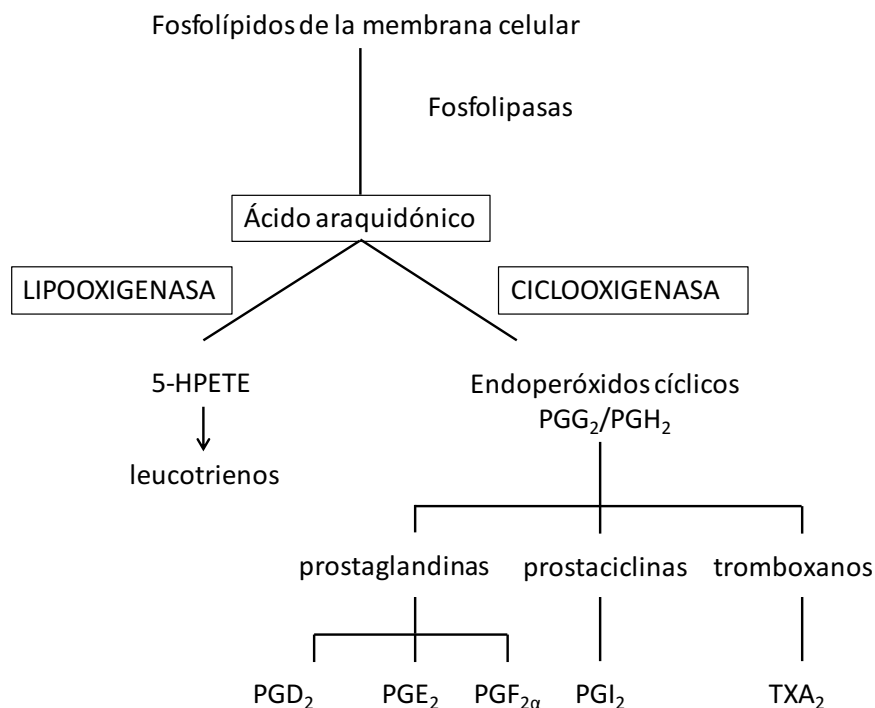 Fosfolípidos de la membrana celular
Fosfolipasas
Ácido araquidónico
LIPOOXIGENASA
CICLOOXIGENASA
5-HPETE
Endoperóxidos cíclicos
PGG₂/PGH₂
leucotrienos
prostaglandinas
prostaciclinas
tromboxanos
PGD₂
PGE₂
PGF₂α
PGI₂
TXA₂